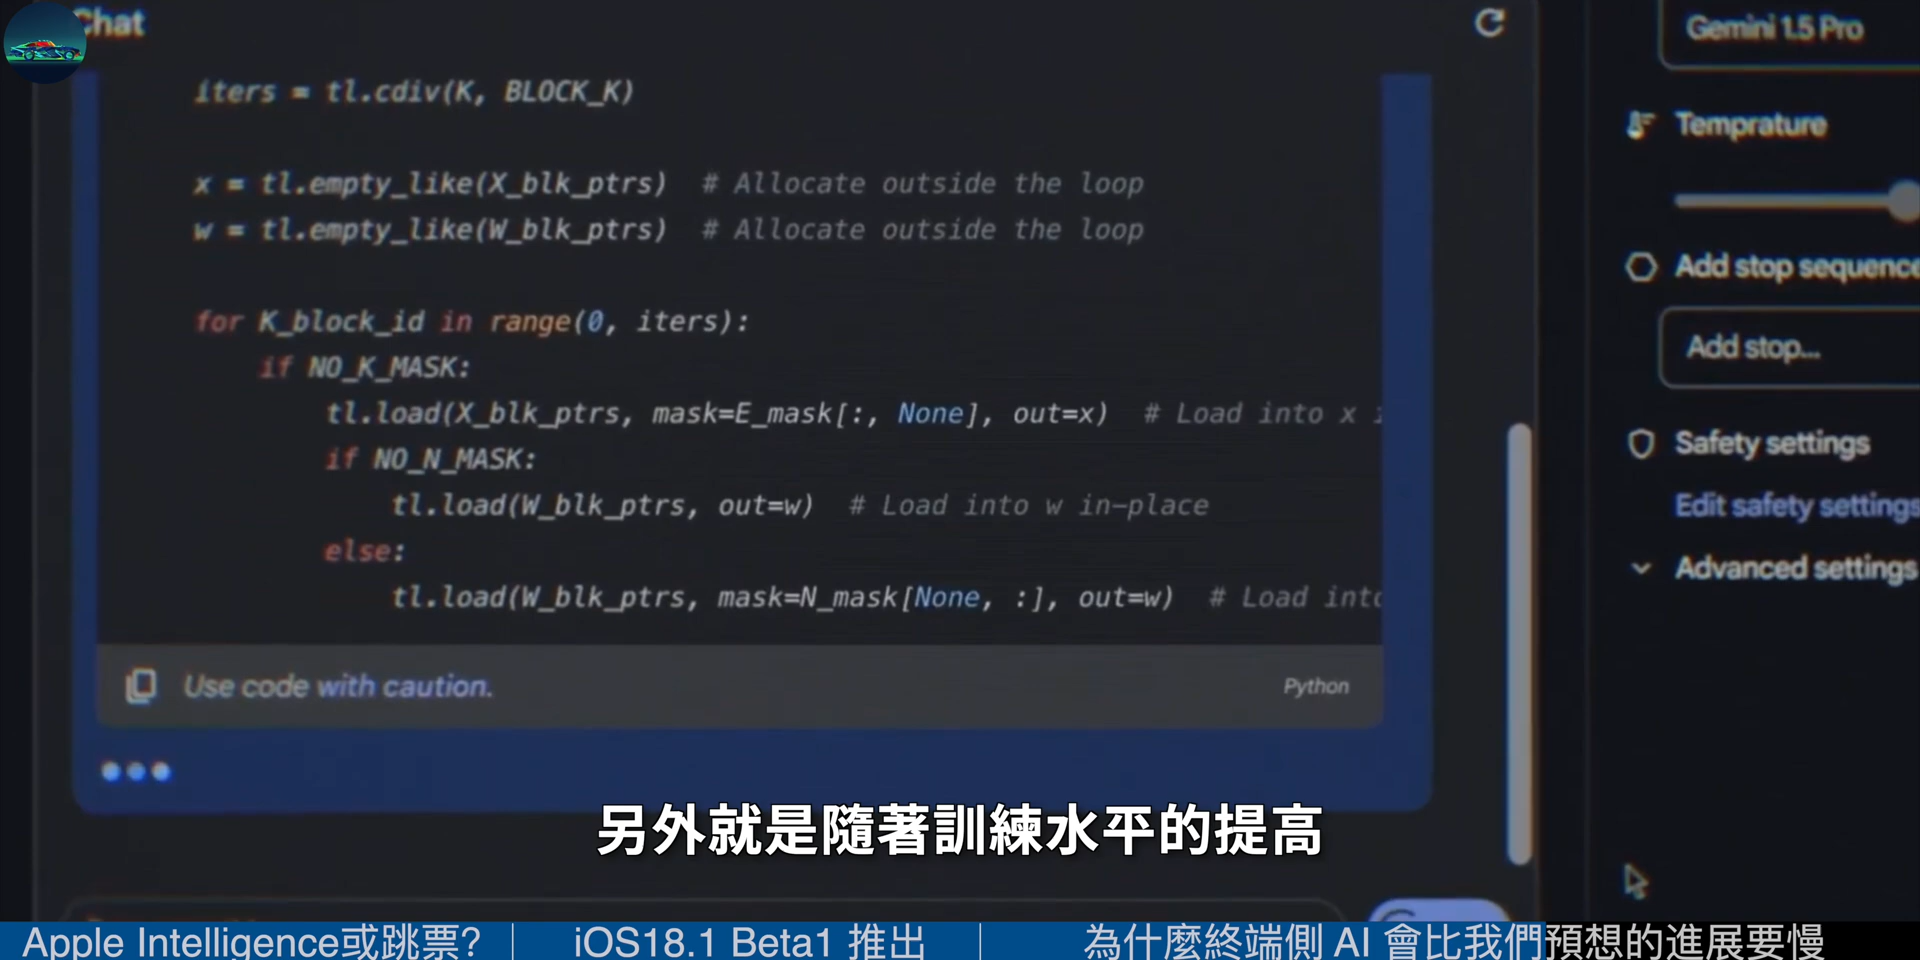 Chat
iters = tl.cdiv(K, BLOCK_K)
x = tl.empty_like(X_blk_ptrs)  # Allocate outside the loop
w = tl.empty_like(W_blk_ptrs)  # Allocate outside the loop
for K_block_id in range(0, iters):
if NO_K_MASK:
tl.load(X_blk_ptrs, mask=E_mask[:, None], out=x)  # Load into x
if NO_N_MASK:
tl.load(W_blk_ptrs, out=w)  # Load into w in-place
else:
tl.load(W_blk_ptrs, mask=N_mask[None, :], out=w)  # Load into
Use code with caution.
Python
Gemini 1.5 Pro
Temprature
Add stop sequence
Add stop...
Safety settings
Edit safety settings
Advanced settings
另外就是隨著訓練水平的提高
Apple Intelligence或跳票?
iOS18.1 Beta1 推出
為什麼終端側 AI 會比我們預想的進展要慢